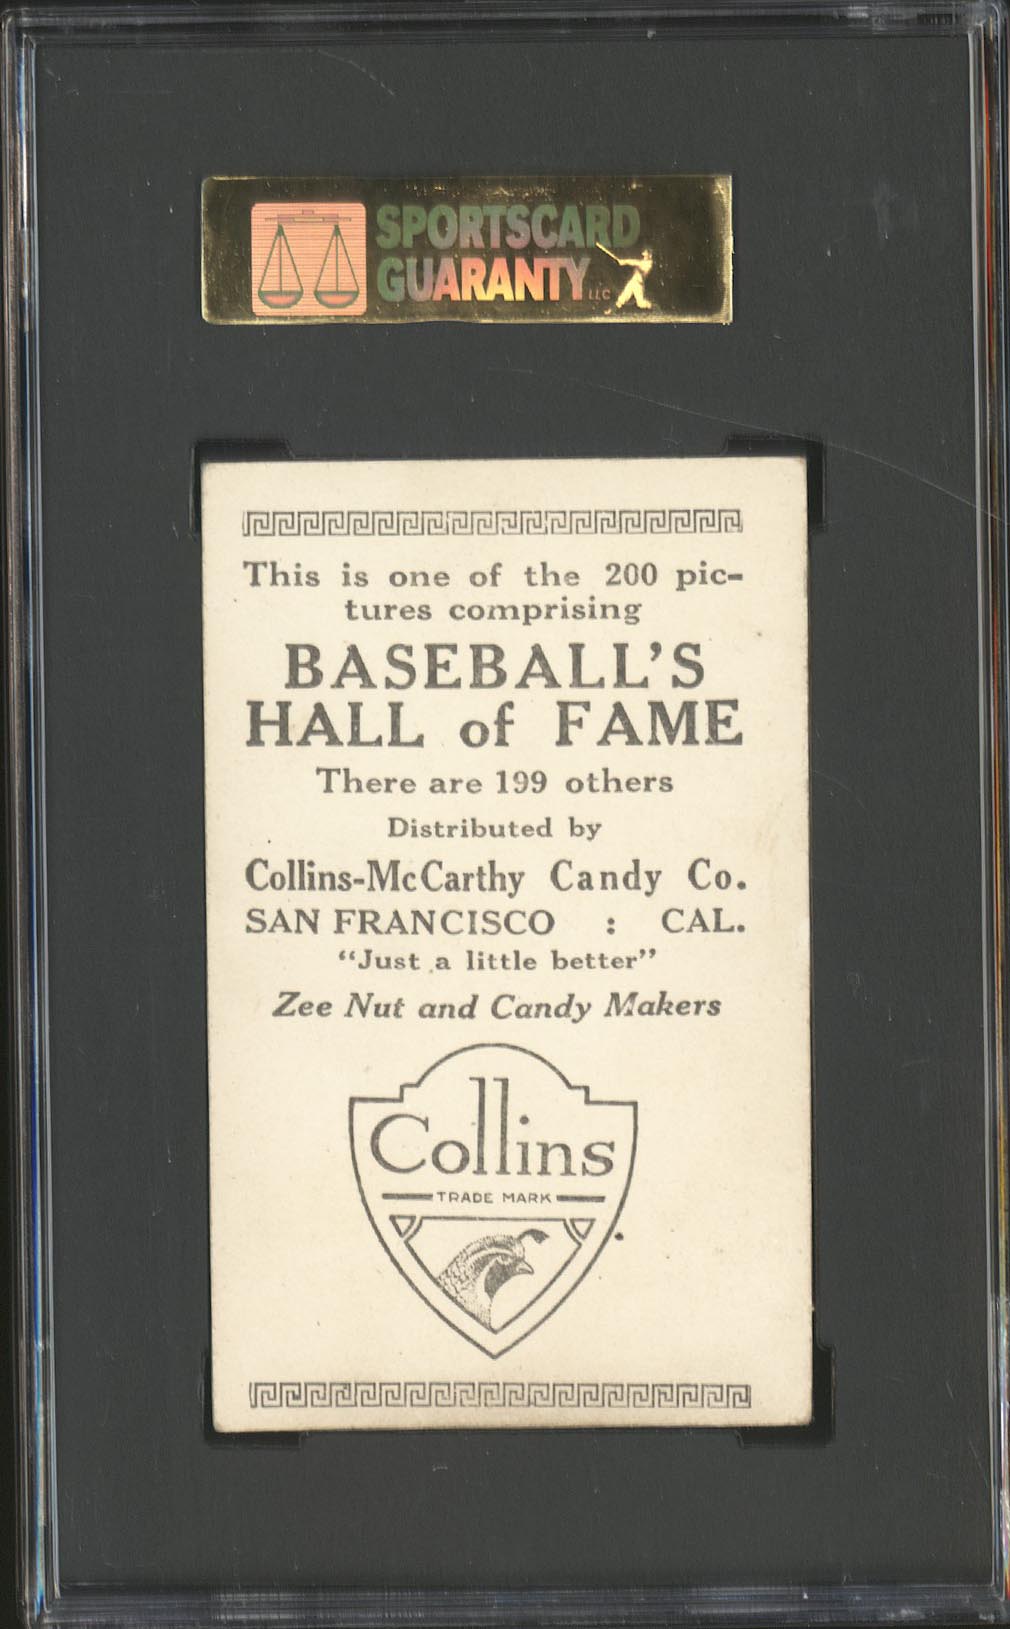 SPORTSCARD
GUARANTY LLC
This is one of the 200 pic-
tures comprising
BASEBALL'S
HALL of FAME
There are 199 others
Distributed by
Collins-McCarthy Candy Co.
SAN FRANCISCO : CAL.
"Just a little better"
Zee Nut and Candy Makers
Collins
TRADE MARK